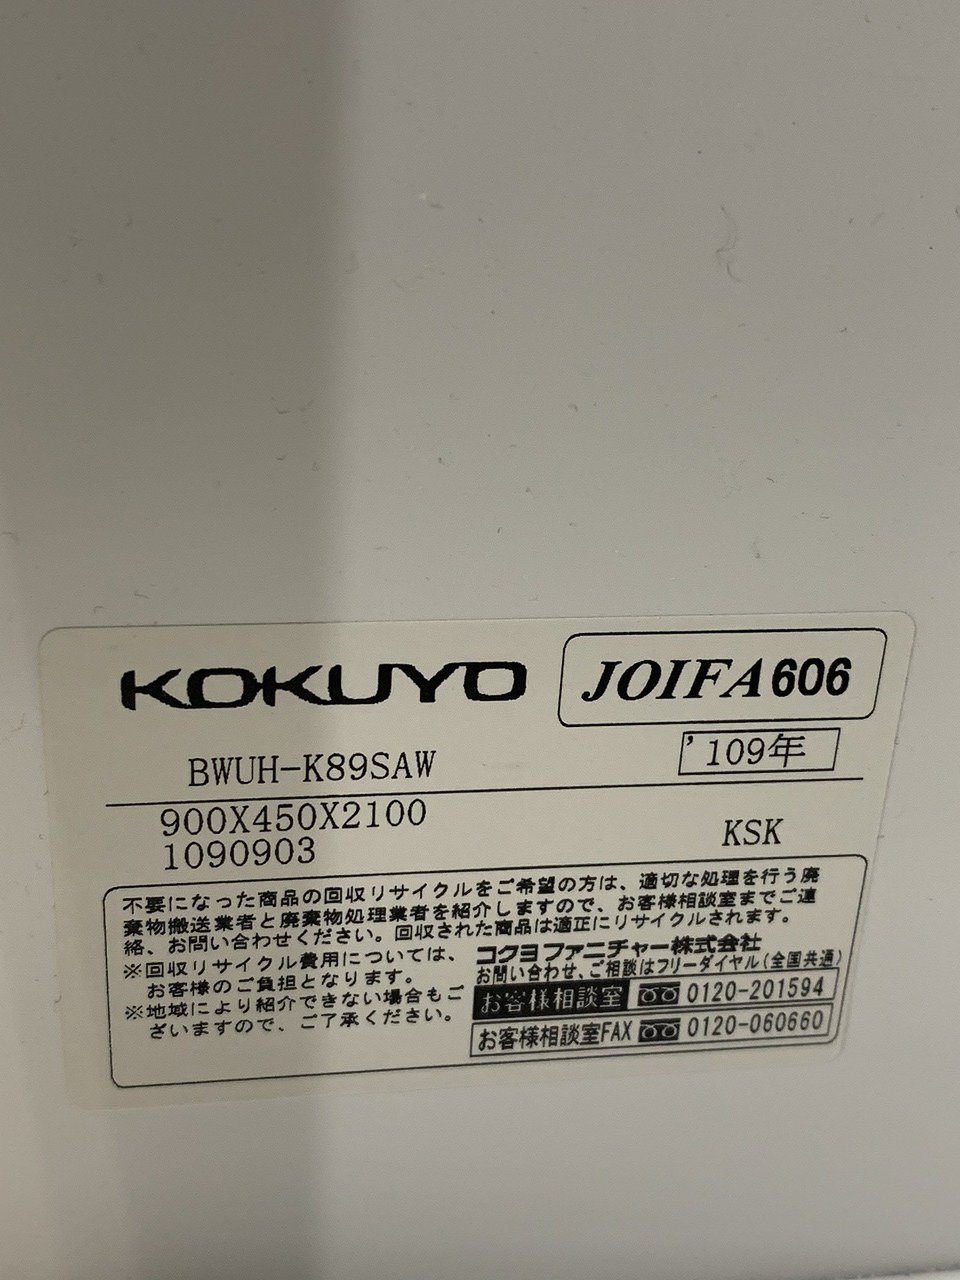 KOKUYO
JOIFA606
BWUH-K89SAW
'109年
900X450X2100
1090903
KSK
不要になった商品の回収リサイクルをご希望の方は、適切な処理を行う廃
棄物搬送業者と廃棄物処理業者を紹介しますので、お客様相談室までご連
絡、お問い合わせください。回収された商品は適正にリサイクルされます。
※回収リサイクル費用については、
お客様のご負担となります。
※地域により紹介できない場合もご
ざいますので、ご了承ください。
コクヨファニチャー株式会社
お問い合わせ、ご相談はフリーダイヤル(全国共通)
お客様相談室 0120-201594
お客様相談室FAX 0120-060660